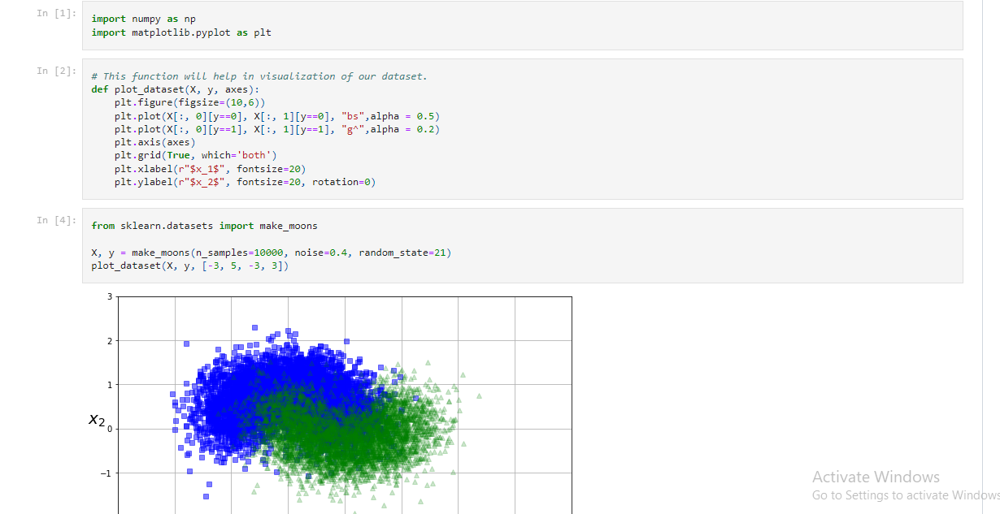 In [1]:
import numpy as np
import matplotlib.pyplot as plt
In [2]:
# This function will help in visualization of our dataset.
def plot_dataset(X, y, axes):
    plt.figure(figsize=(10,6))
    plt.plot(X[:, 0][y==0], X[:, 1][y==0], "bs",alpha = 0.5)
    plt.plot(X[:, 0][y==1], X[:, 1][y==1], "g^",alpha = 0.2)
    plt.axis(axes)
    plt.grid(True, which='both')
    plt.xlabel(r"$x_1$", fontsize=20)
    plt.ylabel(r"$x_2$", fontsize=20, rotation=0)
In [4]:
from sklearn.datasets import make_moons
X, y = make_moons(n_samples=10000, noise=0.4, random_state=21)
plot_dataset(X, y, [-3, 5, -3, 3])
3
2
1
x2
0
−1
Activate Windows
Go to Settings to activate Windows